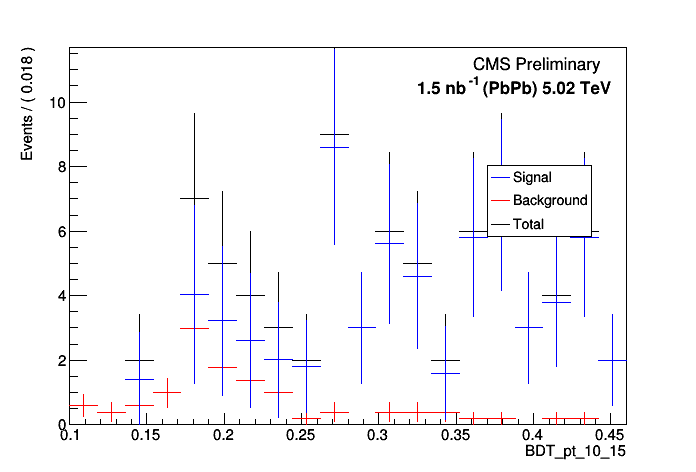 CMS Preliminary
1.5 nb⁻¹ (PbPb) 5.02 TeV
Events / ( 0.018 )
10
8
6
4
2
0
Signal
Background
Total
0.1 0.15 0.2 0.25 0.3 0.35 0.4 0.45
BDT_pt_10_15